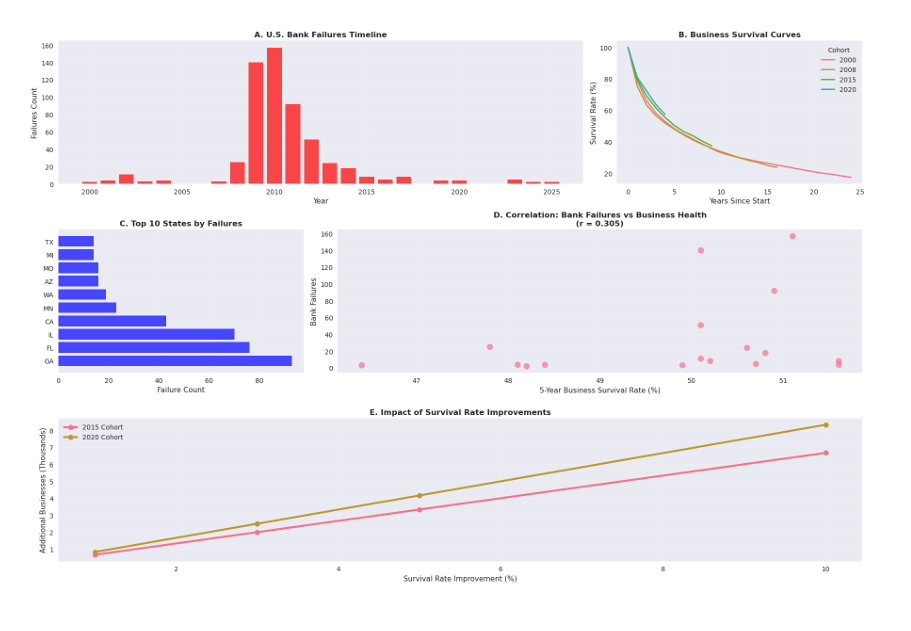 A. U.S. Bank Failures Timeline
Failures Count
160
140
120
100
80
60
40
20
0
2000 2005 2010 2015 2020 2025
Year
B. Business Survival Curves
Survival Rate (%)
100
80
60
40
20
Cohort
2000
2008
2015
2020
0 5 10 15 20 25
Years Since Start
C. Top 10 States by Failures
TX
MI
MO
AZ
WA
MN
CA
IL
FL
GA
0 20 40 60 80
Failure Count
D. Correlation: Bank Failures vs Business Health
(r = 0.305)
Bank Failures
160
140
120
100
80
60
40
20
0
47 48 49 50 51
5-Year Business Survival Rate (%)
E. Impact of Survival Rate Improvements
Additional Businesses (Thousands)
8
7
6
5
4
3
2
1
2015 Cohort
2020 Cohort
2 4 6 8 10
Survival Rate Improvement (%)